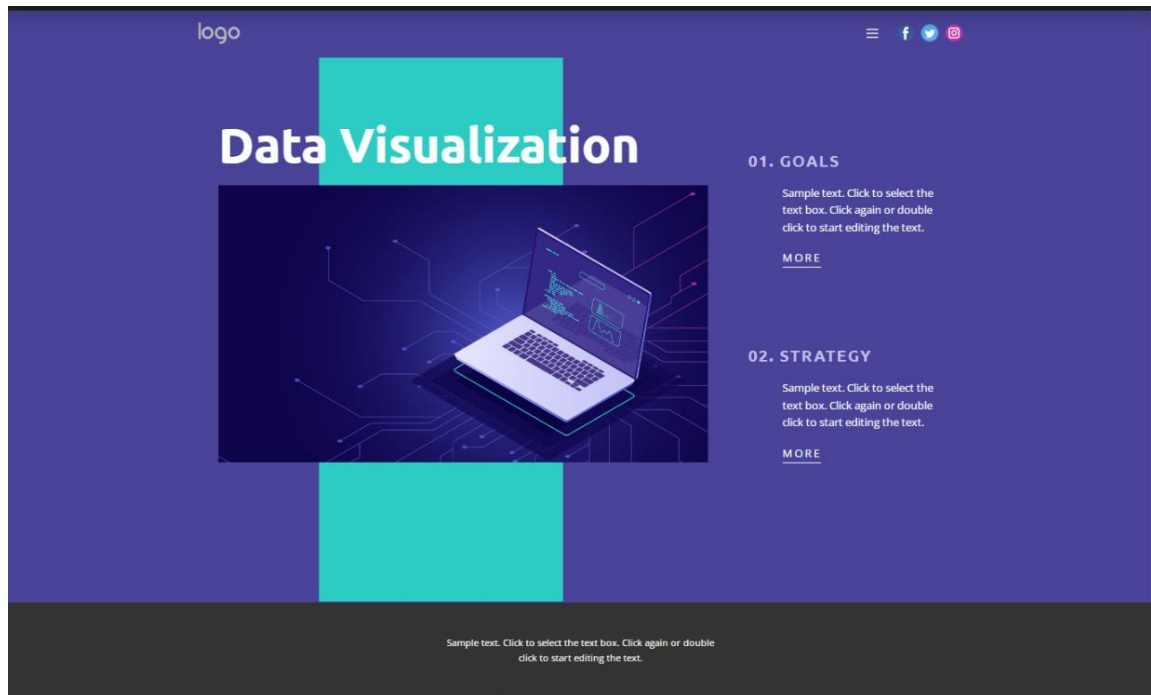 logo
Data Visualization
01. GOALS
Sample text. Click to select the
text box. Click again or double
click to start editing the text.
MORE
02. STRATEGY
Sample text. Click to select the
text box. Click again or double
click to start editing the text.
MORE
Sample text. Click to select the text box. Click again or double
click to start editing the text.